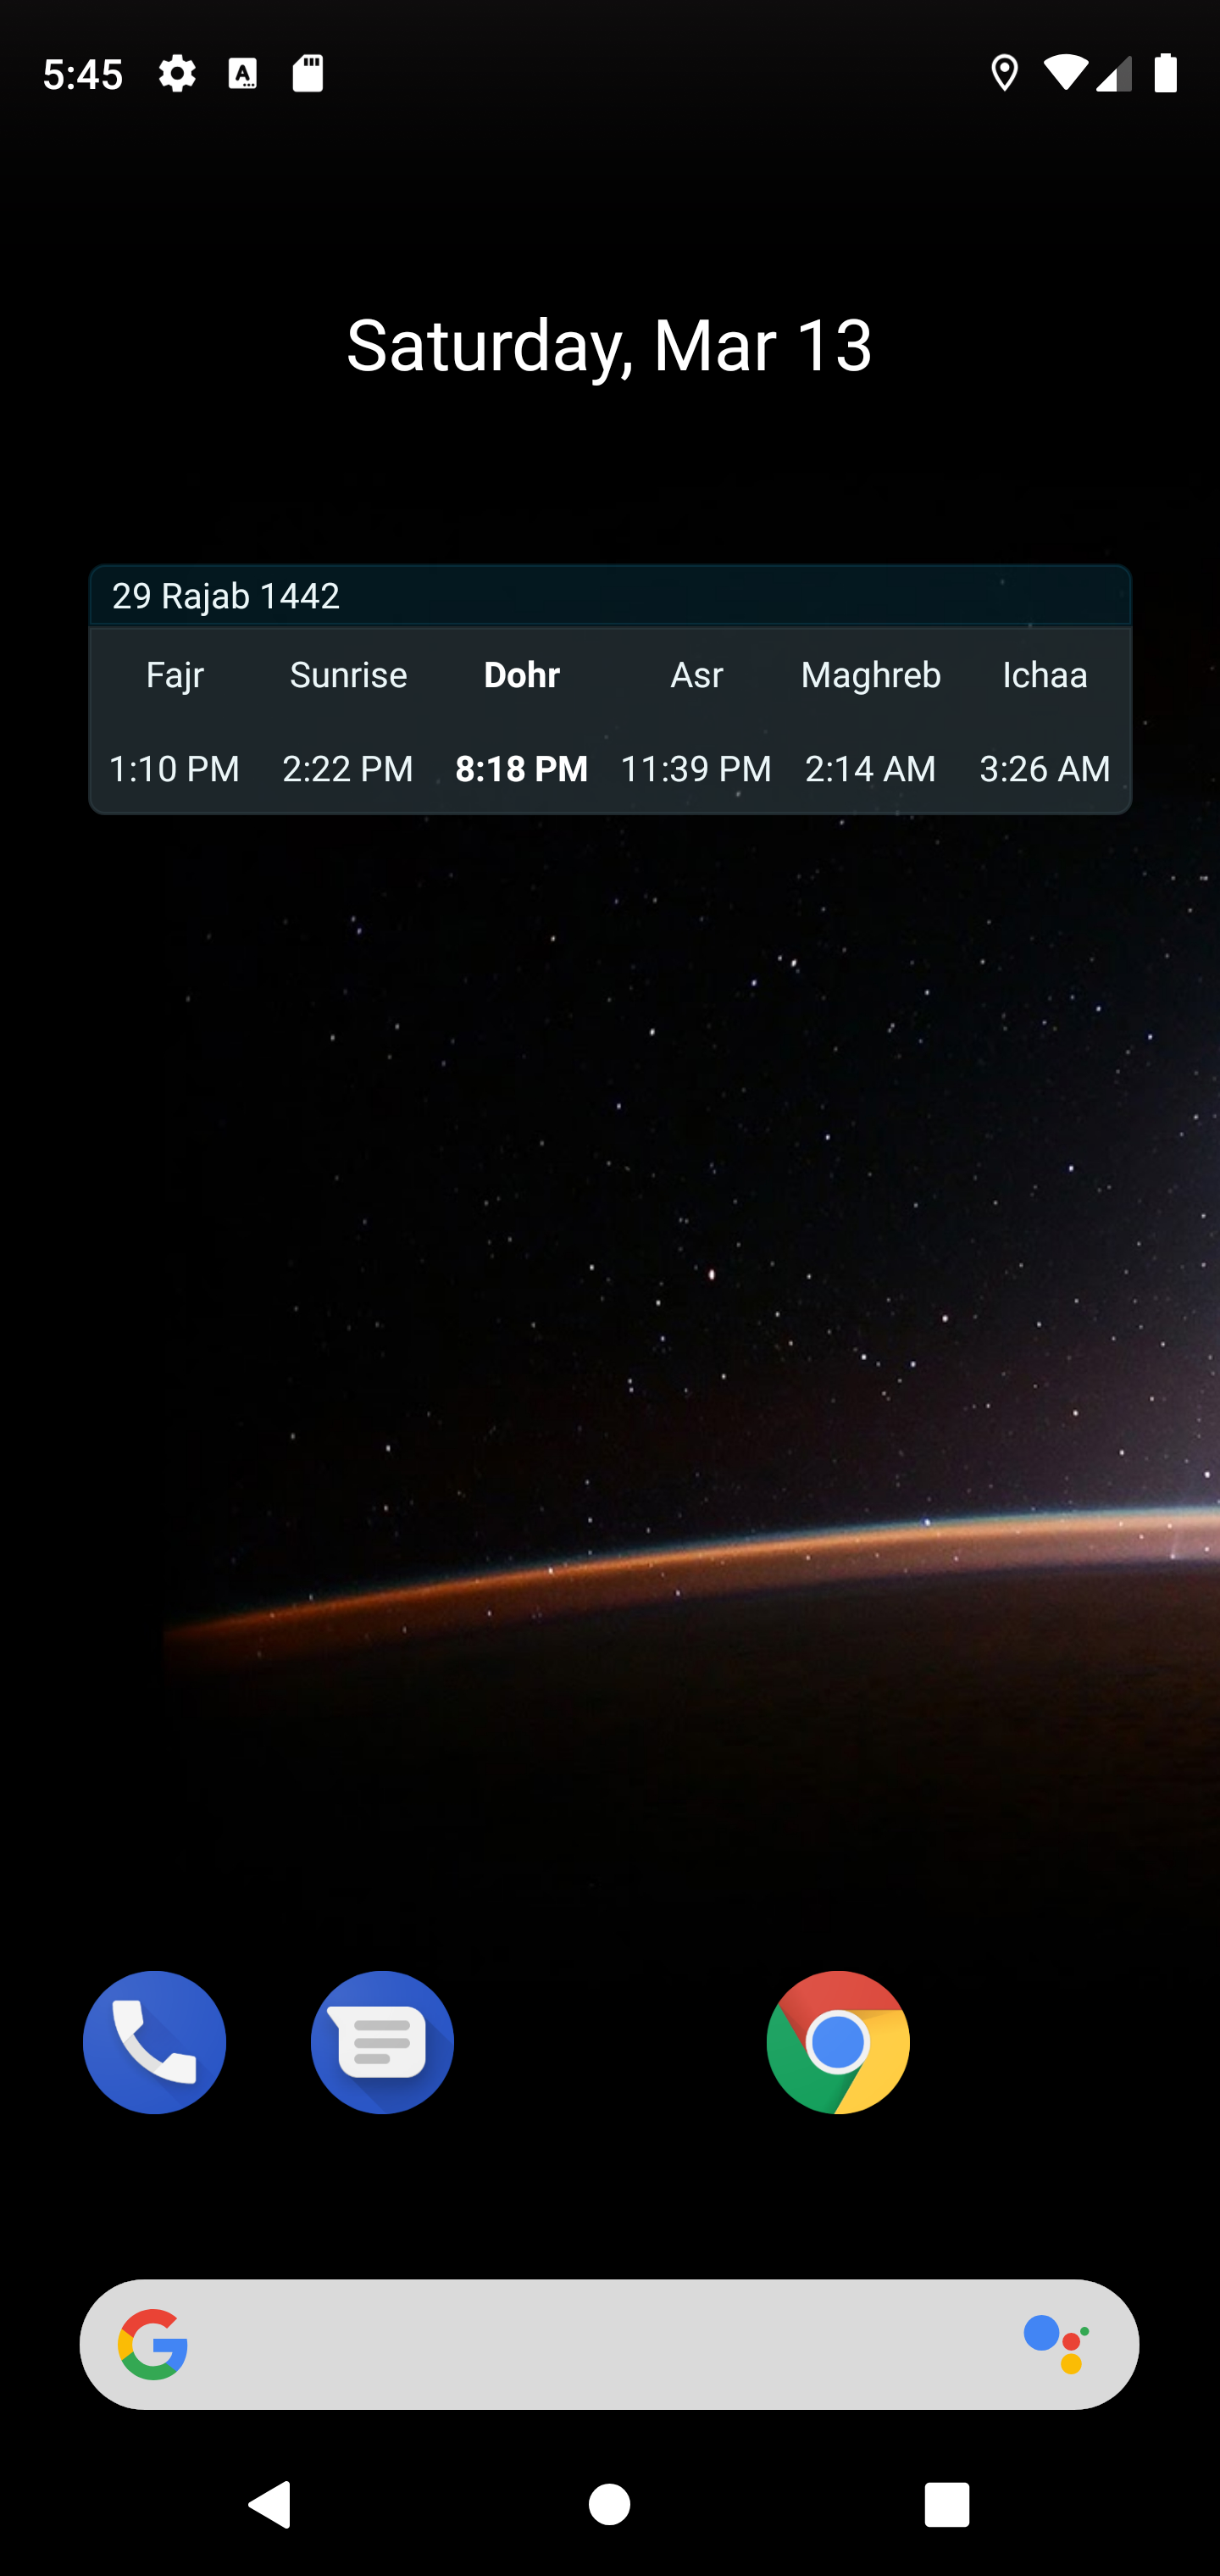 5:45
Saturday, Mar 13
29 Rajab 1442
Fajr Sunrise Dohr Asr Maghreb Ichaa
1:10 PM 2:22 PM 8:18 PM 11:39 PM 2:14 AM 3:26 AM